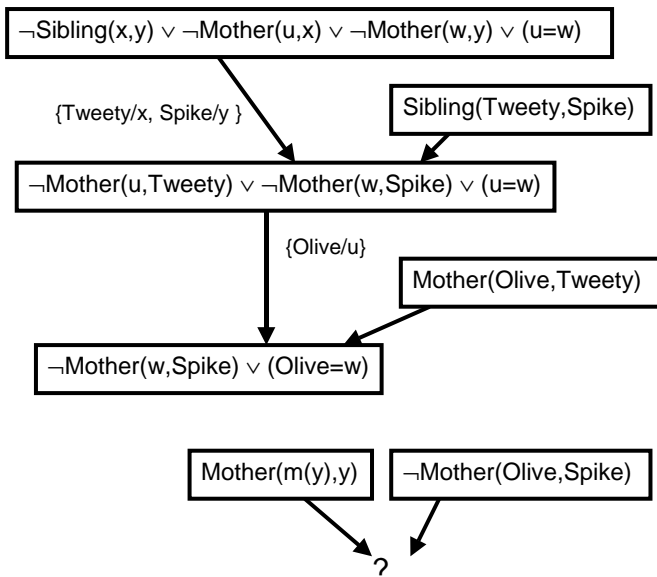 ¬Sibling(x,y) ∨ ¬Mother(u,x) ∨ ¬Mother(w,y) ∨ (u=w)
{Tweety/x, Spike/y }
Sibling(Tweety,Spike)
¬Mother(u,Tweety) ∨ ¬Mother(w,Spike) ∨ (u=w)
{Olive/u}
Mother(Olive,Tweety)
¬Mother(w,Spike) ∨ (Olive=w)
Mother(m(y),y)
¬Mother(Olive,Spike)
?